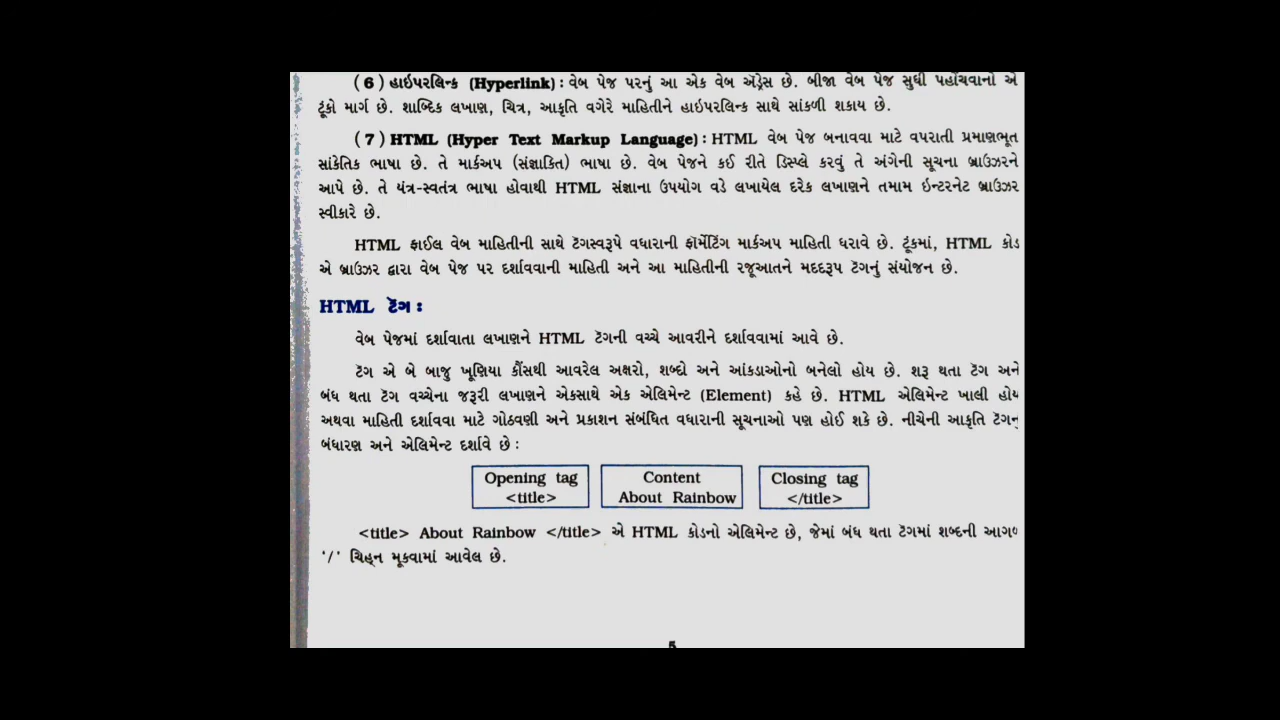 (6) હાઇપરલિન્ક (Hyperlink) : વેબ પેજ પરનું આ એક વેબ ઍડ્રેસ છે. બીજા વેબ પેજ સુધી પહોંચવાનો એ
ટૂંકો માર્ગ છે. શાબ્દિક લખાણ, ચિત્ર, આકૃતિ વગેરે માહિતીને હાઇપરલિન્ક સાથે સાંકળી શકાય છે.
(7) HTML (Hyper Text Markup Language) : HTML વેબ પેજ બનાવવા માટે વપરાતી પ્રમાણભૂત
સાંકેતિક ભાષા છે. તે માર્કઅપ (સંજ્ઞાકિત) ભાષા છે. વેબ પેજને કઈ રીતે ડિસ્પ્લે કરવું તે અંગેની સૂચના બ્રાઉઝરને
આપે છે. તે યંત્ર-સ્વતંત્ર ભાષા હોવાથી HTML સંજ્ઞાના ઉપયોગ વડે લખાયેલ દરેક લખાણને તમામ ઇન્ટરનેટ બ્રાઉઝર
સ્વીકારે છે.
HTML ફાઈલ વેબ માહિતીની સાથે ટૅગસ્વરૂપે વધારાની ફૉર્મેટિંગ માર્કઅપ માહિતી ધરાવે છે. ટૂંકમાં, HTML કોડ
એ બ્રાઉઝર દ્વારા વેબ પેજ પર દર્શાવવાની માહિતી અને આ માહિતીની રજૂઆતને મદદરૂપ ટૅગનું સંયોજન છે.
HTML ટૅગ :
વેબ પેજમાં દર્શાવાતા લખાણને HTML ટૅગની વચ્ચે આવરીને દર્શાવવામાં આવે છે.
ટૅગ એ બે બાજુ ખૂણિયા કૌંસથી આવરેલ અક્ષરો, શબ્દો અને આંકડાઓનો બનેલો હોય છે. શરૂ થતા ટૅગ અને
બંધ થતા ટૅગ વચ્ચેના જરૂરી લખાણને એકસાથે એક એલિમેન્ટ (Element) કહે છે. HTML એલિમેન્ટ ખાલી હોય
અથવા માહિતી દર્શાવવા માટે ગોઠવણી અને પ્રકાશન સંબંધિત વધારાની સૂચનાઓ પણ હોઈ શકે છે. નીચેની આકૃતિ ટૅગનું
બંધારણ અને એલિમેન્ટ દર્શાવે છે :
Opening tag Content Closing tag
<title> About Rainbow </title>
<title> About Rainbow </title> એ HTML કોડનો એલિમેન્ટ છે, જેમાં બંધ થતા ટૅગમાં શબ્દની આગળ
'/' ચિહ્ન મૂકવામાં આવેલ છે.
5